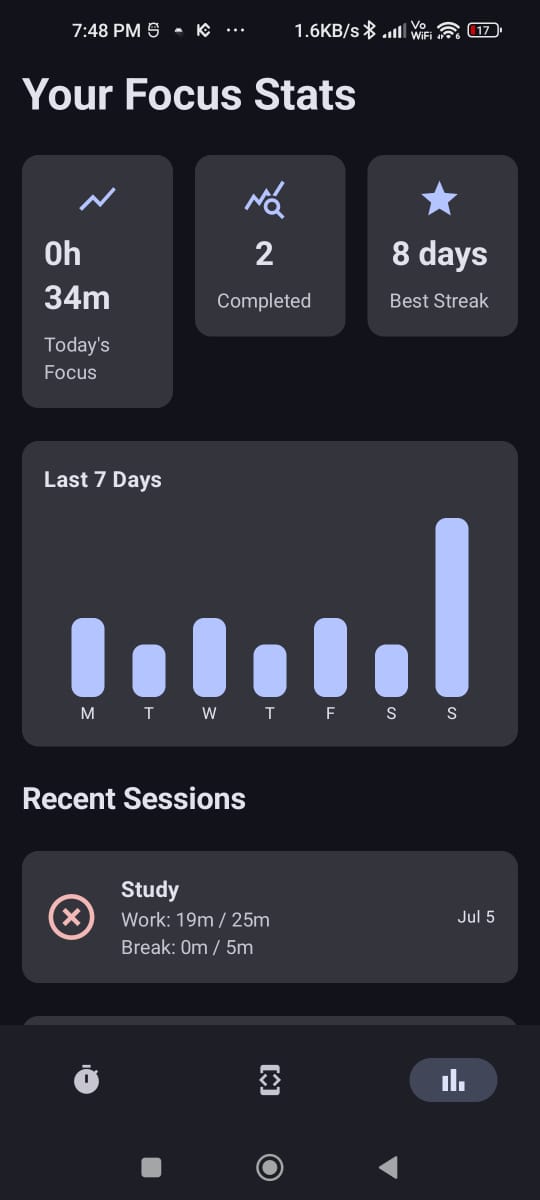 7:48 PM
1.6KB/s Vo WiFi 6 17
Your Focus Stats
0h
34m
Today's
Focus
2
Completed
8 days
Best Streak
Last 7 Days
M T W T F S S
Recent Sessions
Study
Work: 19m / 25m
Break: 0m / 5m
Jul 5